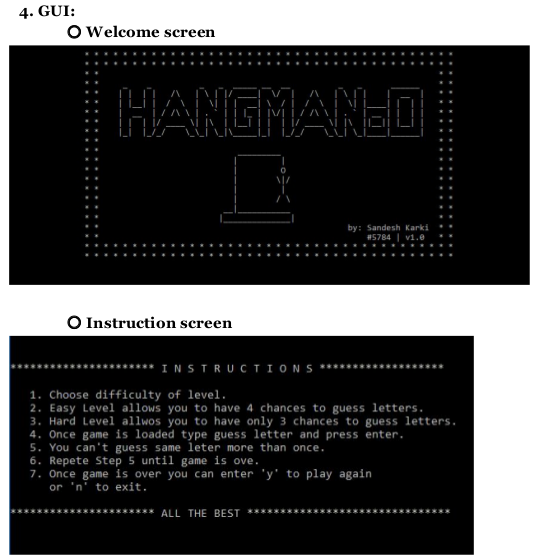 4. GUI:
Welcome screen
HANGMAN:0
by: Sandesh Karki
#5784 | v1.0
Instruction screen
********************** I N S T R U C T I O N S *******************
1. Choose difficulty of level.
2. Easy Level allows you to have 4 chances to guess letters.
3. Hard Level allwos you to have only 3 chances to guess letters.
4. Once game is loaded type guess letter and press enter.
5. You can't guess same leter more than once.
6. Repete Step 5 until game is ove.
7. Once game is over you can enter 'y' to play again
or 'n' to exit.
********************** ALL THE BEST *******************************